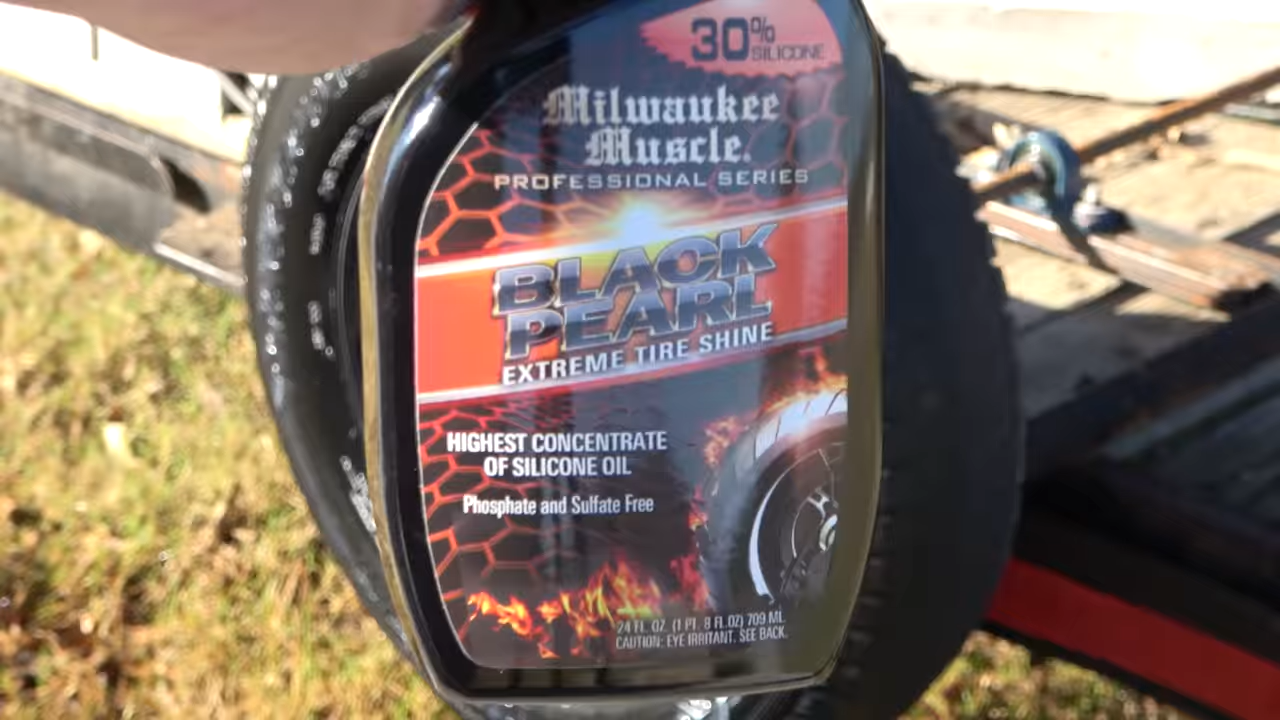 30%
SILICONE
Milwaukee
Muscle.
PROFESSIONAL SERIES
BLACK
PEARL
EXTREME TIRE SHINE
HIGHEST CONCENTRATE
OF SILICONE OIL
Phosphate and Sulfate Free
24 FL. OZ. (1 PT. 8 FL.OZ) 709 ML.
CAUTION: EYE IRRITANT. SEE BACK.